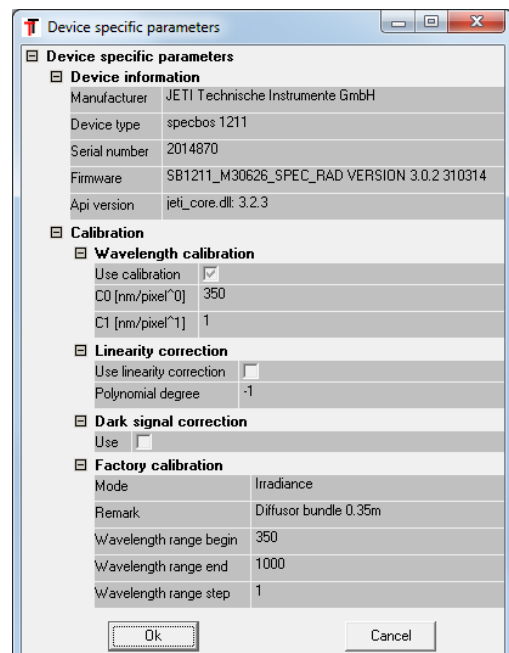 Device specific parameters
Device specific parameters
Device information
Manufacturer JETI Technische Instrumente GmbH
Device type specbos 1211
Serial number 2014870
Firmware SB1211_M30626_SPEC_RAD VERSION 3.0.2 310314
Api version jeti_core.dll: 3.2.3
Calibration
Wavelength calibration
Use calibration
C0 [nm/pixel^0] 350
C1 [nm/pixel^1] 1
Linearity correction
Use linearity correction
Polynomial degree -1
Dark signal correction
Use
Factory calibration
Mode Irradiance
Remark Diffusor bundle 0.35m
Wavelength range begin 350
Wavelength range end 1000
Wavelength range step 1
Ok Cancel